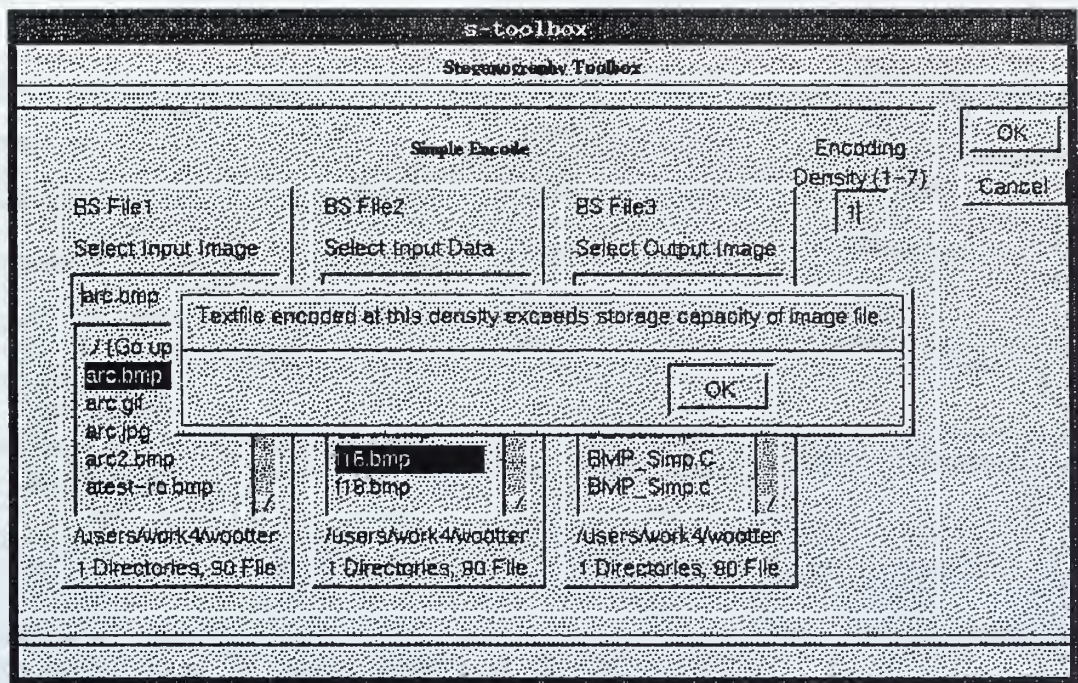 s-toolbox
Steganography Toolbox
Simple Encode
Encoding
Density (1-7)
1
OK
Cancel
BS File1
Select Input Image
arc.bmp
../ (Go up
arc.bmp
arc.gif
arc.jpg
arc2.bmp
atest-ro.bmp
/users/work4/wootter
1 Directories, 90 File
BS File2
Select Input Data
f16.bmp
f18.bmp
/users/work4/wootter
1 Directories, 90 File
BS File3
Select Output Image
BMP_Simp.C
BMP_Simp.c
/users/work4/wootter
1 Directories, 90 File
Textfile encoded at this density exceeds storage capacity of image file
OK